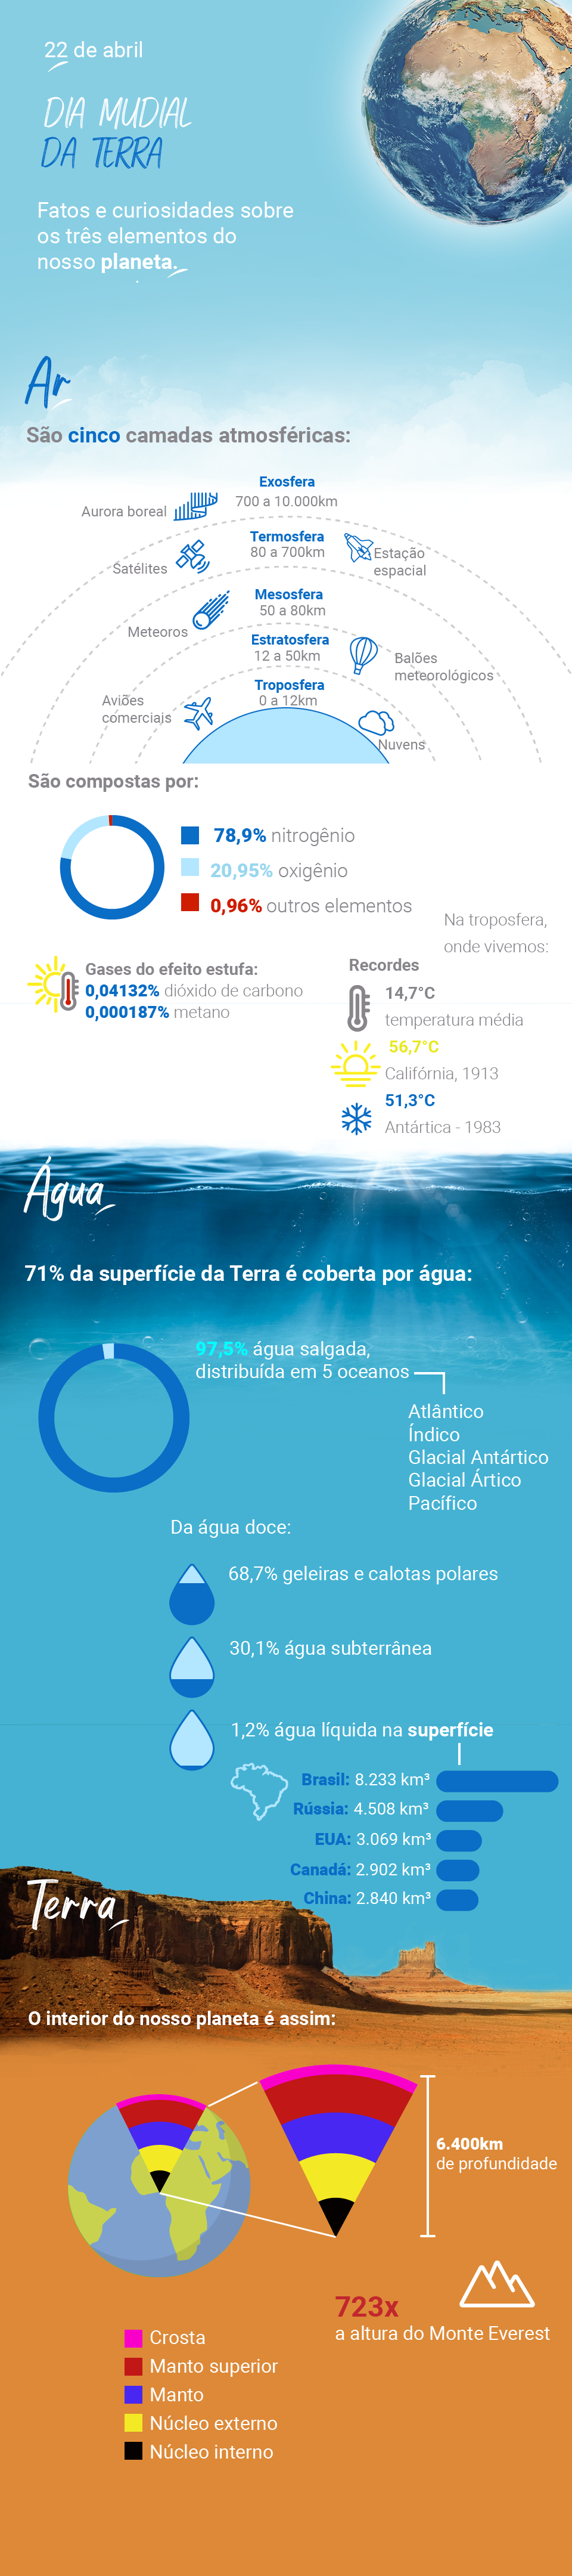 22 de abril
DIA MUDIAL
DA TERRA
Fatos e curiosidades sobre
os três elementos do
nosso planeta.
Ar
São cinco camadas atmosféricas:
Exosfera
700 a 10.000km
Aurora boreal
Termosfera
80 a 700km
Satélites
Estação
espacial
Mesosfera
50 a 80km
Meteoros
Estratosfera
12 a 50km
Balões
meteorológicos
Troposfera
0 a 12km
Aviões
comerciais
Nuvens
São compostas por:
78,9% nitrogênio
20,95% oxigênio
0,96% outros elementos
Na troposfera,
onde vivemos:
Gases do efeito estufa:
0,04132% dióxido de carbono
0,000187% metano
Recordes
14,7°C
temperatura média
56,7°C
Califórnia, 1913
51,3°C
Antártica - 1983
Água
71% da superfície da Terra é coberta por água:
97,5% água salgada,
distribuída em 5 oceanos
Atlântico
Índico
Glacial Antártico
Glacial Ártico
Pacífico
Da água doce:
68,7% geleiras e calotas polares
30,1% água subterrânea
1,2% água líquida na superfície
Brasil: 8.233 km³
Rússia: 4.508 km³
EUA: 3.069 km³
Canadá: 2.902 km³
China: 2.840 km³
Terra
O interior do nosso planeta é assim:
6.400km
de profundidade
723x
a altura do Monte Everest
Crosta
Manto superior
Manto
Núcleo externo
Núcleo interno